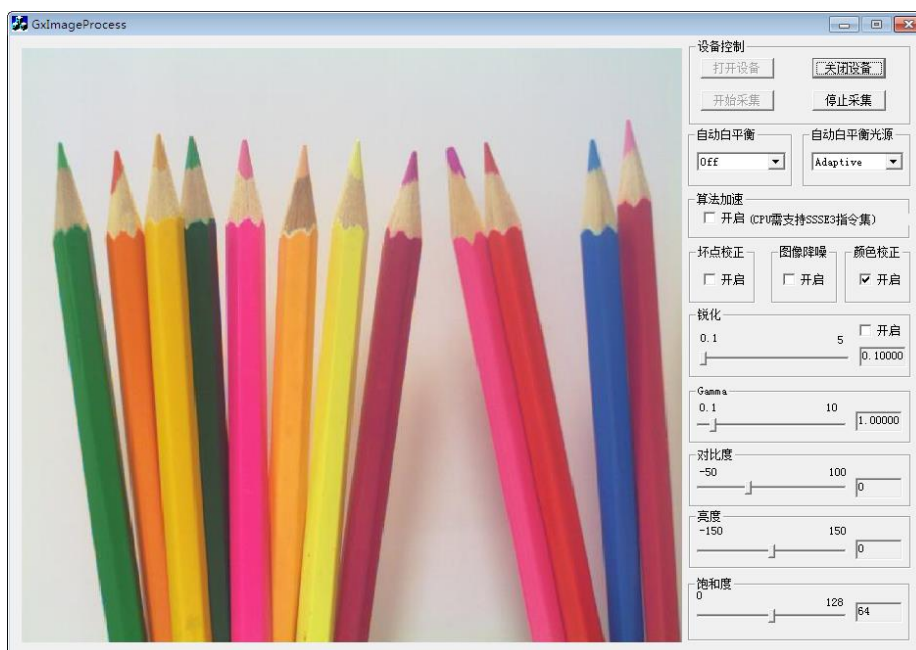 GxImageProcess
设备控制
打开设备 关闭设备
开始采集 停止采集
自动白平衡 自动白平衡光源
Off Adaptive
算法加速
开启 (CPU需支持SSSE3指令集)
坏点校正 图像降噪 颜色校正
开启 开启 开启
锐化
开启
0.1 5
0.10000
Gamma
0.1 10
1.00000
对比度
-50 100
0
亮度
-150 150
0
饱和度
0 128
64